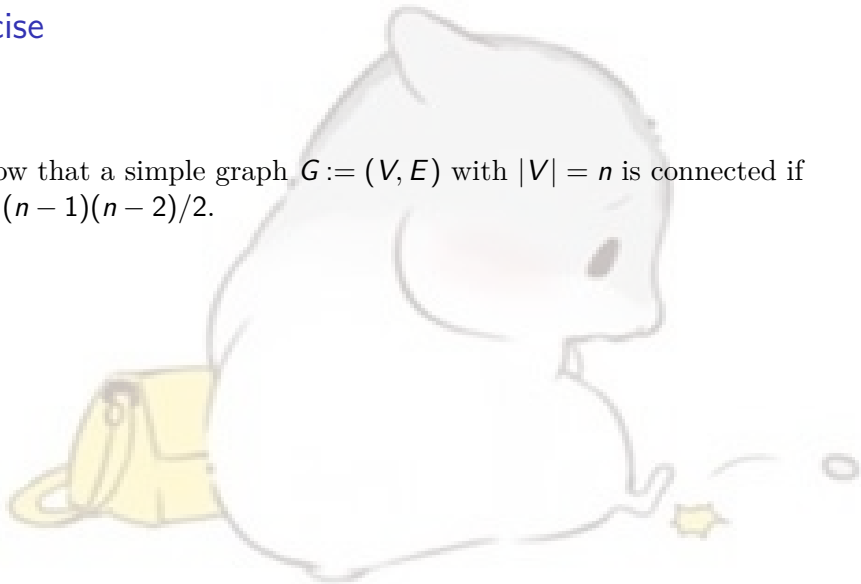 cise
ow that a simple graph G := (V, E) with |V| = n is connected if
(n − 1)(n − 2)/2.